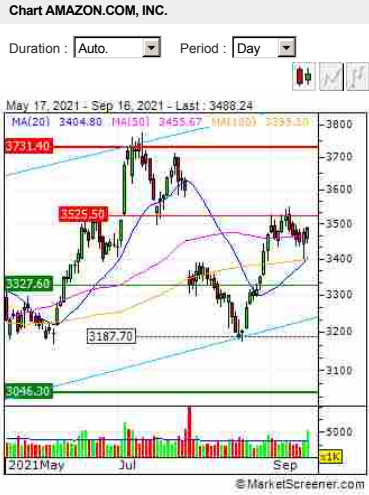 Chart AMAZON.COM, INC.
Duration : Auto. Period : Day
May 17, 2021 - Sep 16, 2021 - Last : 3488.24
MA(20) 3404.80 MA(50) 3455.67 MA(100)
3800
3731.40
3700
3600
3525.50
3500
3400
3327.60
3300
3187.70
3200
3100
3046.30
5000
x1K
2021May Jul Sep
©MarketScreener.com